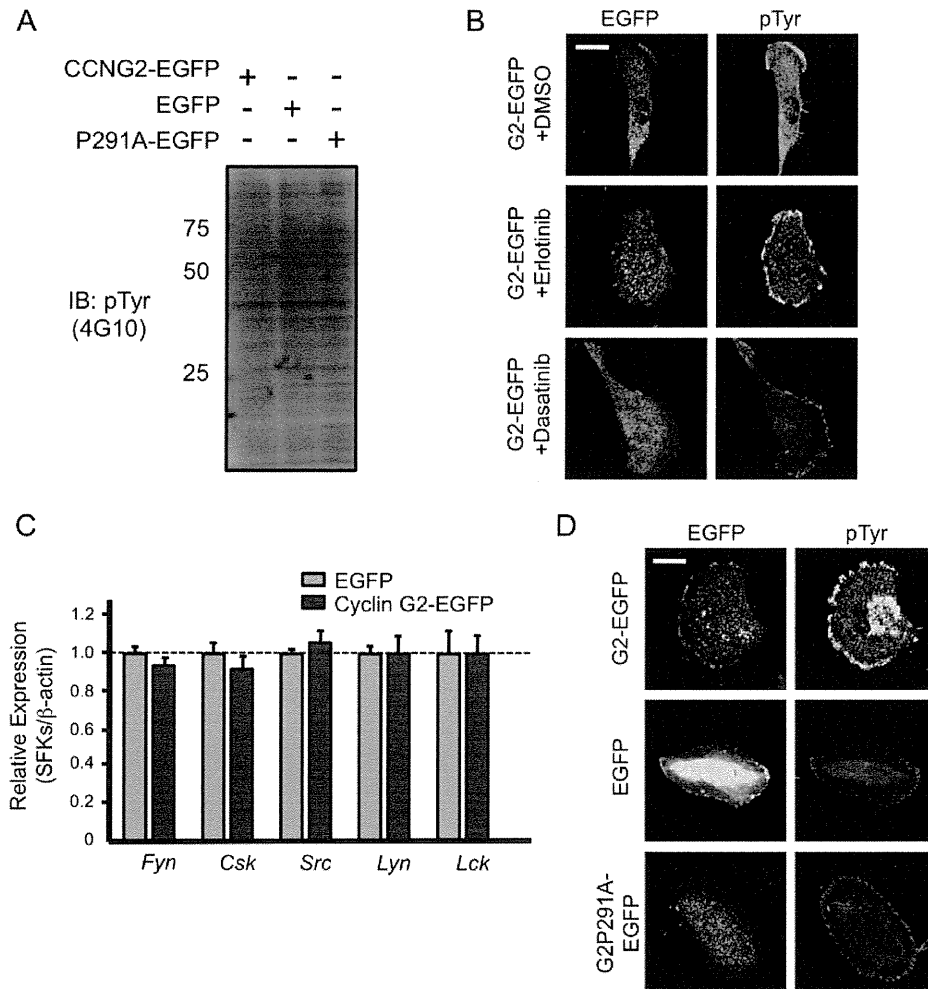 A
CCNG2-EGFP + - -
EGFP - + -
P291A-EGFP - - +
75
50
25
IB: pTyr
(4G10)
B
EGFP pTyr
G2-EGFP
+DMSO
G2-EGFP
+Erlotinib
G2-EGFP
+Dasatinib
C
EGFP
Cyclin G2-EGFP
Relative Expression
(SFKs/β-actin)
1.2
1.0
0.8
0.6
0.4
0.2
0
Fyn Csk Src Lyn Lck
D
EGFP pTyr
G2-EGFP
EGFP
G2P291A-
EGFP